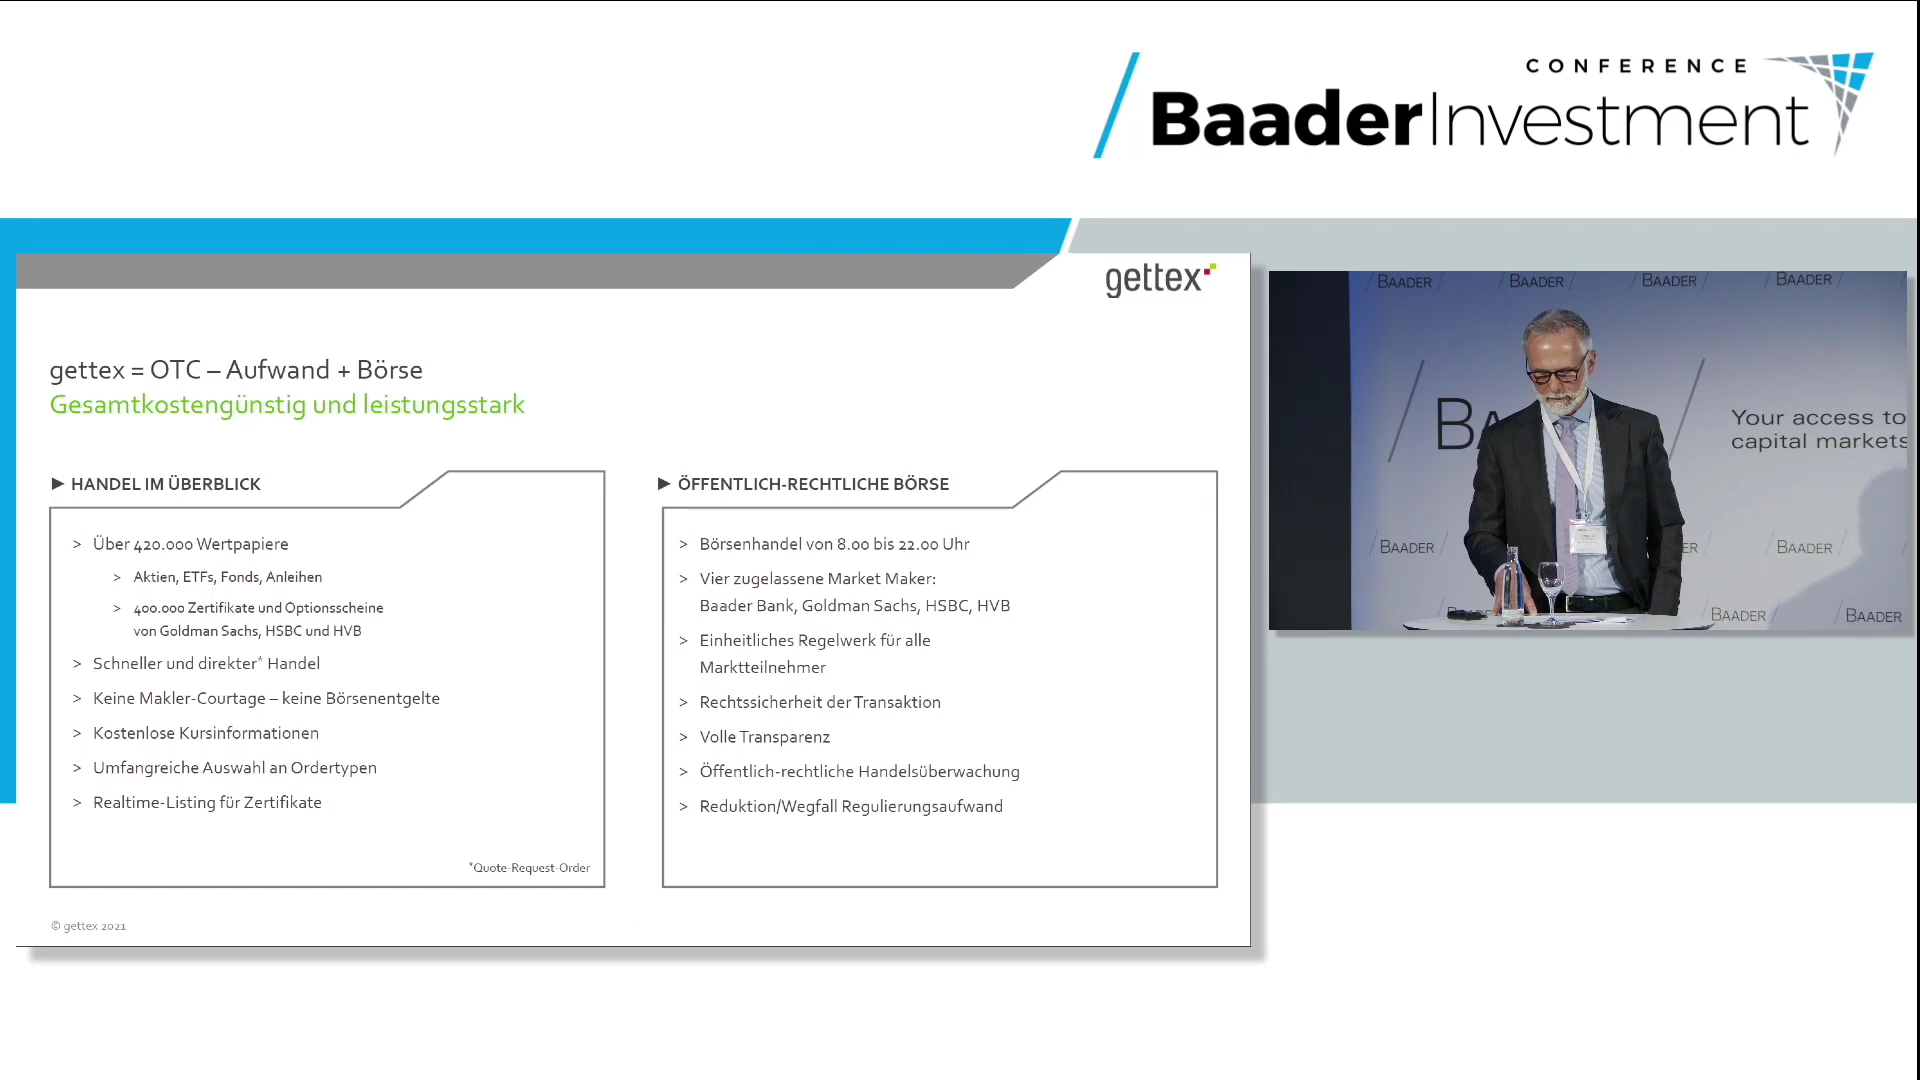 CONFERENCE
BaaderInvestment
gettex
gettex = OTC – Aufwand + Börse
Gesamtkostengünstig und leistungsstark
HANDEL IM ÜBERBLICK
> Über 420.000 Wertpapiere
> Aktien, ETFs, Fonds, Anleihen
> 400.000 Zertifikate und Optionsscheine
von Goldman Sachs, HSBC und HVB
> Schneller und direkter* Handel
> Keine Makler-Courtage – keine Börsenentgelte
> Kostenlose Kursinformationen
> Umfangreiche Auswahl an Ordertypen
> Realtime-Listing für Zertifikate
*Quote-Request-Order
ÖFFENTLICH-RECHTLICHE BÖRSE
> Börsenhandel von 8.00 bis 22.00 Uhr
> Vier zugelassene Market Maker:
Baader Bank, Goldman Sachs, HSBC, HVB
> Einheitliches Regelwerk für alle
Marktteilnehmer
> Rechtssicherheit der Transaktion
> Volle Transparenz
> Öffentlich-rechtliche Handelsüberwachung
> Reduktion/Wegfall Regulierungsaufwand
© gettex 2021
BAADER BAADER BAADER BAADER
BA
Your access to
capital markets
BAADER ER BAADER
BAADER BAADER